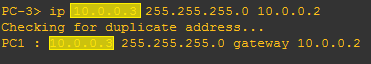 PC-3> ip 10.0.0.3 255.255.255.0 10.0.0.2
Checking for duplicate address...
PC1 : 10.0.0.3 255.255.255.0 gateway 10.0.0.2